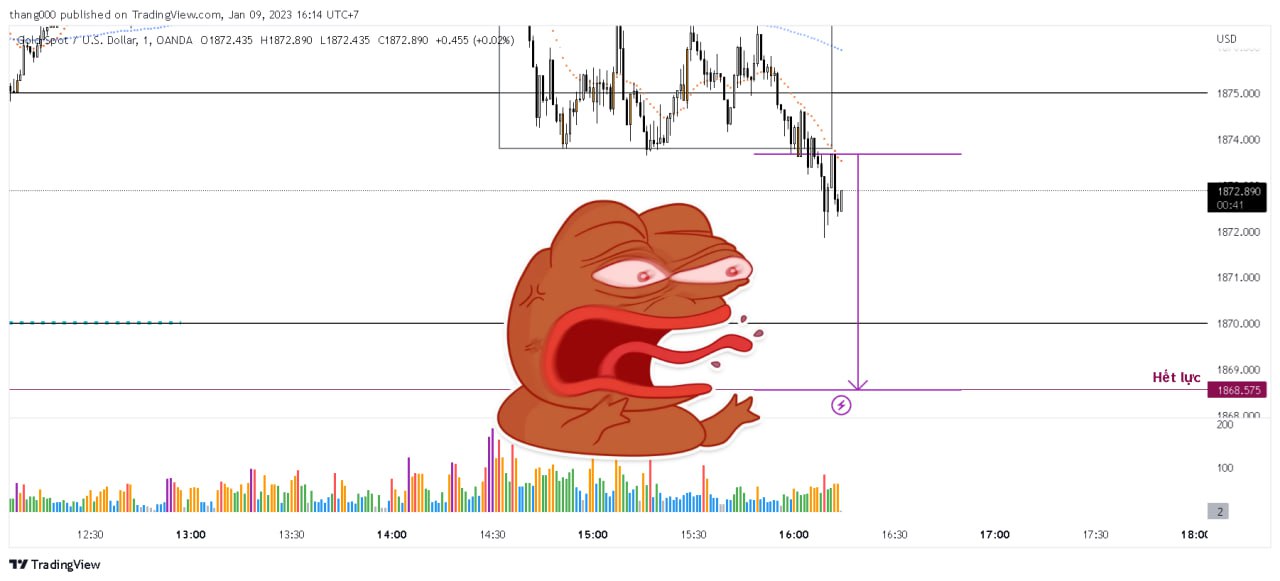 thang000 published on TradingView.com, Jan 09, 2023 16:14 UTC+7
Gold Spot / U.S. Dollar, 1, OANDA O1872.435 H1872.890 L1872.435 C1872.890 +0.455 (+0.02%)
USD
1875.000
1874.000
1872.890
00:41
1872.000
1871.000
1870.000
1869.000
Hết lực
1868.575
1868.000
200
100
2
12:30 13:00 13:30 14:00 14:30 15:00 15:30 16:00 16:30 17:00 17:30 18:00
TradingView